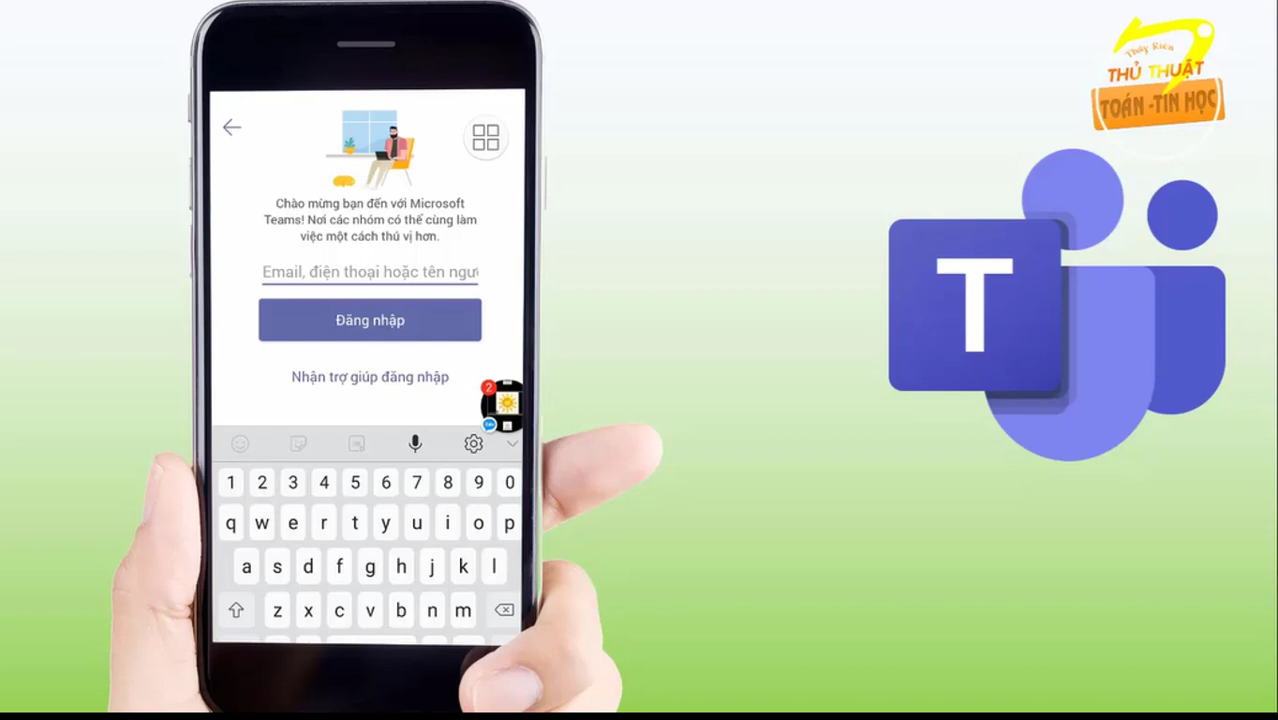 Thầy Kiên
THỦ THUẬT
TOÁN -TIN HỌC
T
Chào mừng bạn đến với Microsoft
Teams! Nơi các nhóm có thể cùng làm
việc một cách thú vị hơn.
Email, điện thoại hoặc tên ngư
Đăng nhập
Nhận trợ giúp đăng nhập
2
1 2 3 4 5 6 7 8 9 0
q w e r t y u i o p
a s d f g h j k l
z x c v b n m